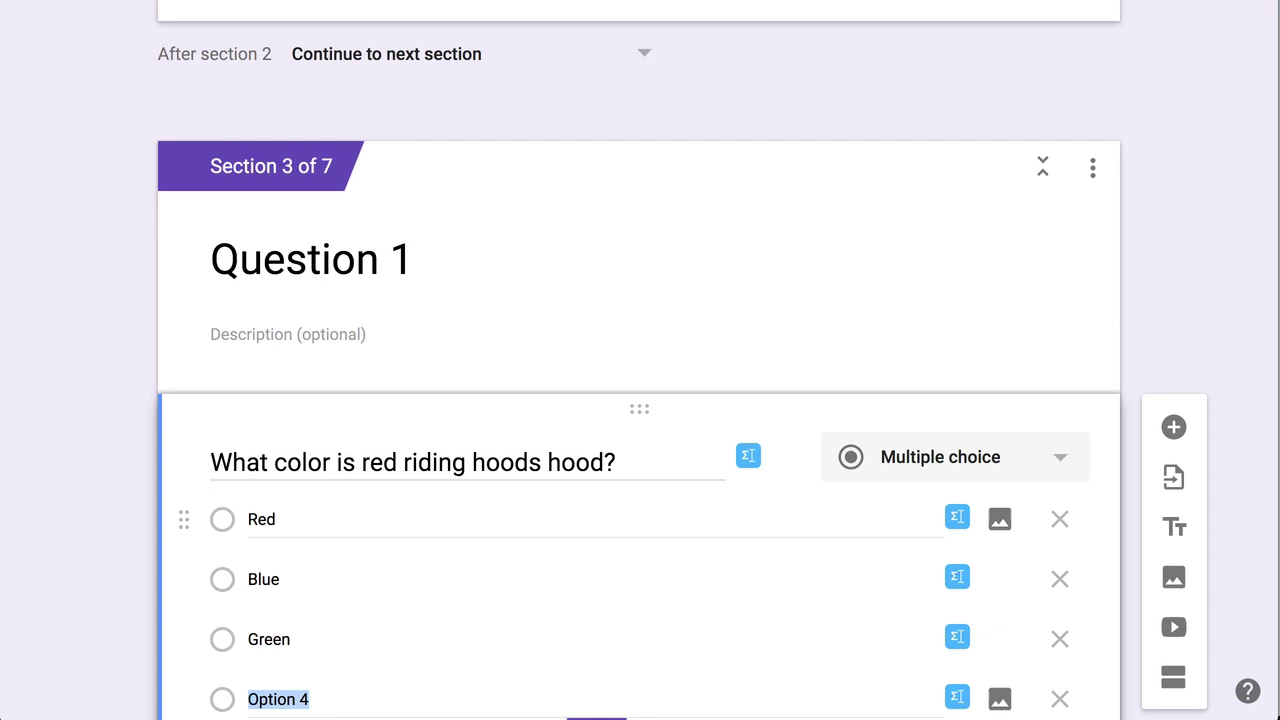 After section 2 Continue to next section
Section 3 of 7
Question 1
Description (optional)
What color is red riding hoods hood?
Multiple choice
Red
Blue
Green
Option 4